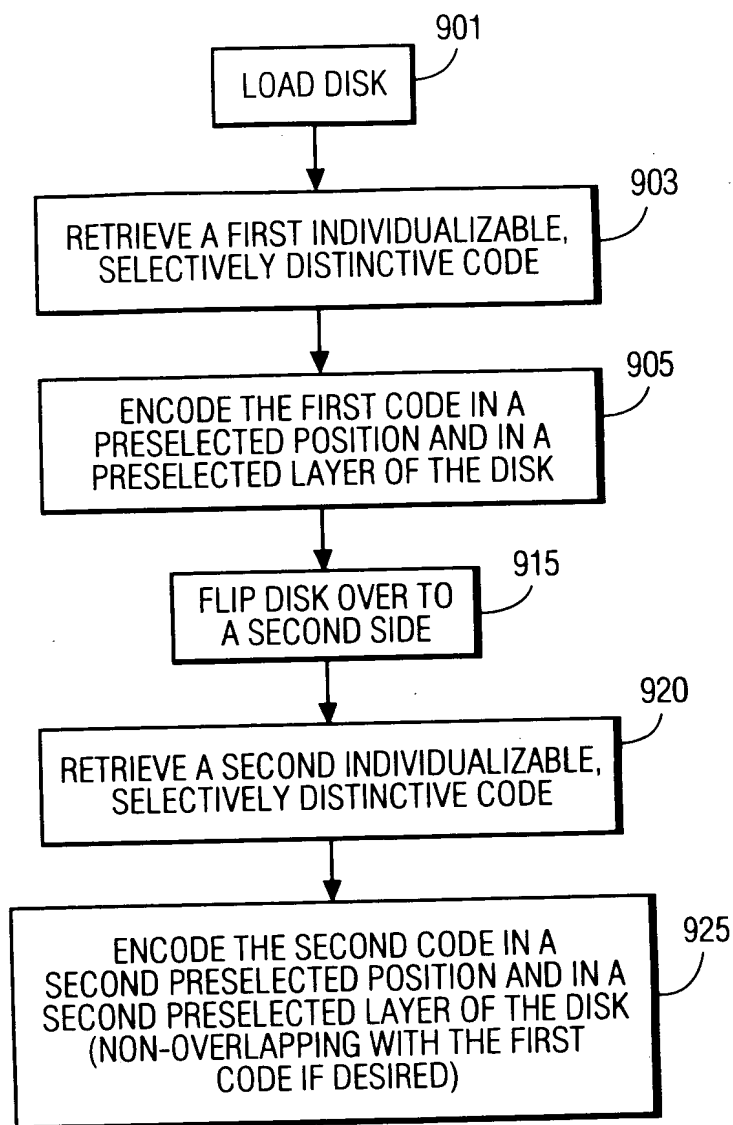 901
LOAD DISK
903
RETRIEVE A FIRST INDIVIDUALIZABLE,
SELECTIVELY DISTINCTIVE CODE
905
ENCODE THE FIRST CODE IN A
PRESELECTED POSITION AND IN A
PRESELECTED LAYER OF THE DISK
915
FLIP DISK OVER TO
A SECOND SIDE
920
RETRIEVE A SECOND INDIVIDUALIZABLE,
SELECTIVELY DISTINCTIVE CODE
925
ENCODE THE SECOND CODE IN A
SECOND PRESELECTED POSITION AND IN A
SECOND PRESELECTED LAYER OF THE DISK
(NON-OVERLAPPING WITH THE FIRST
CODE IF DESIRED)